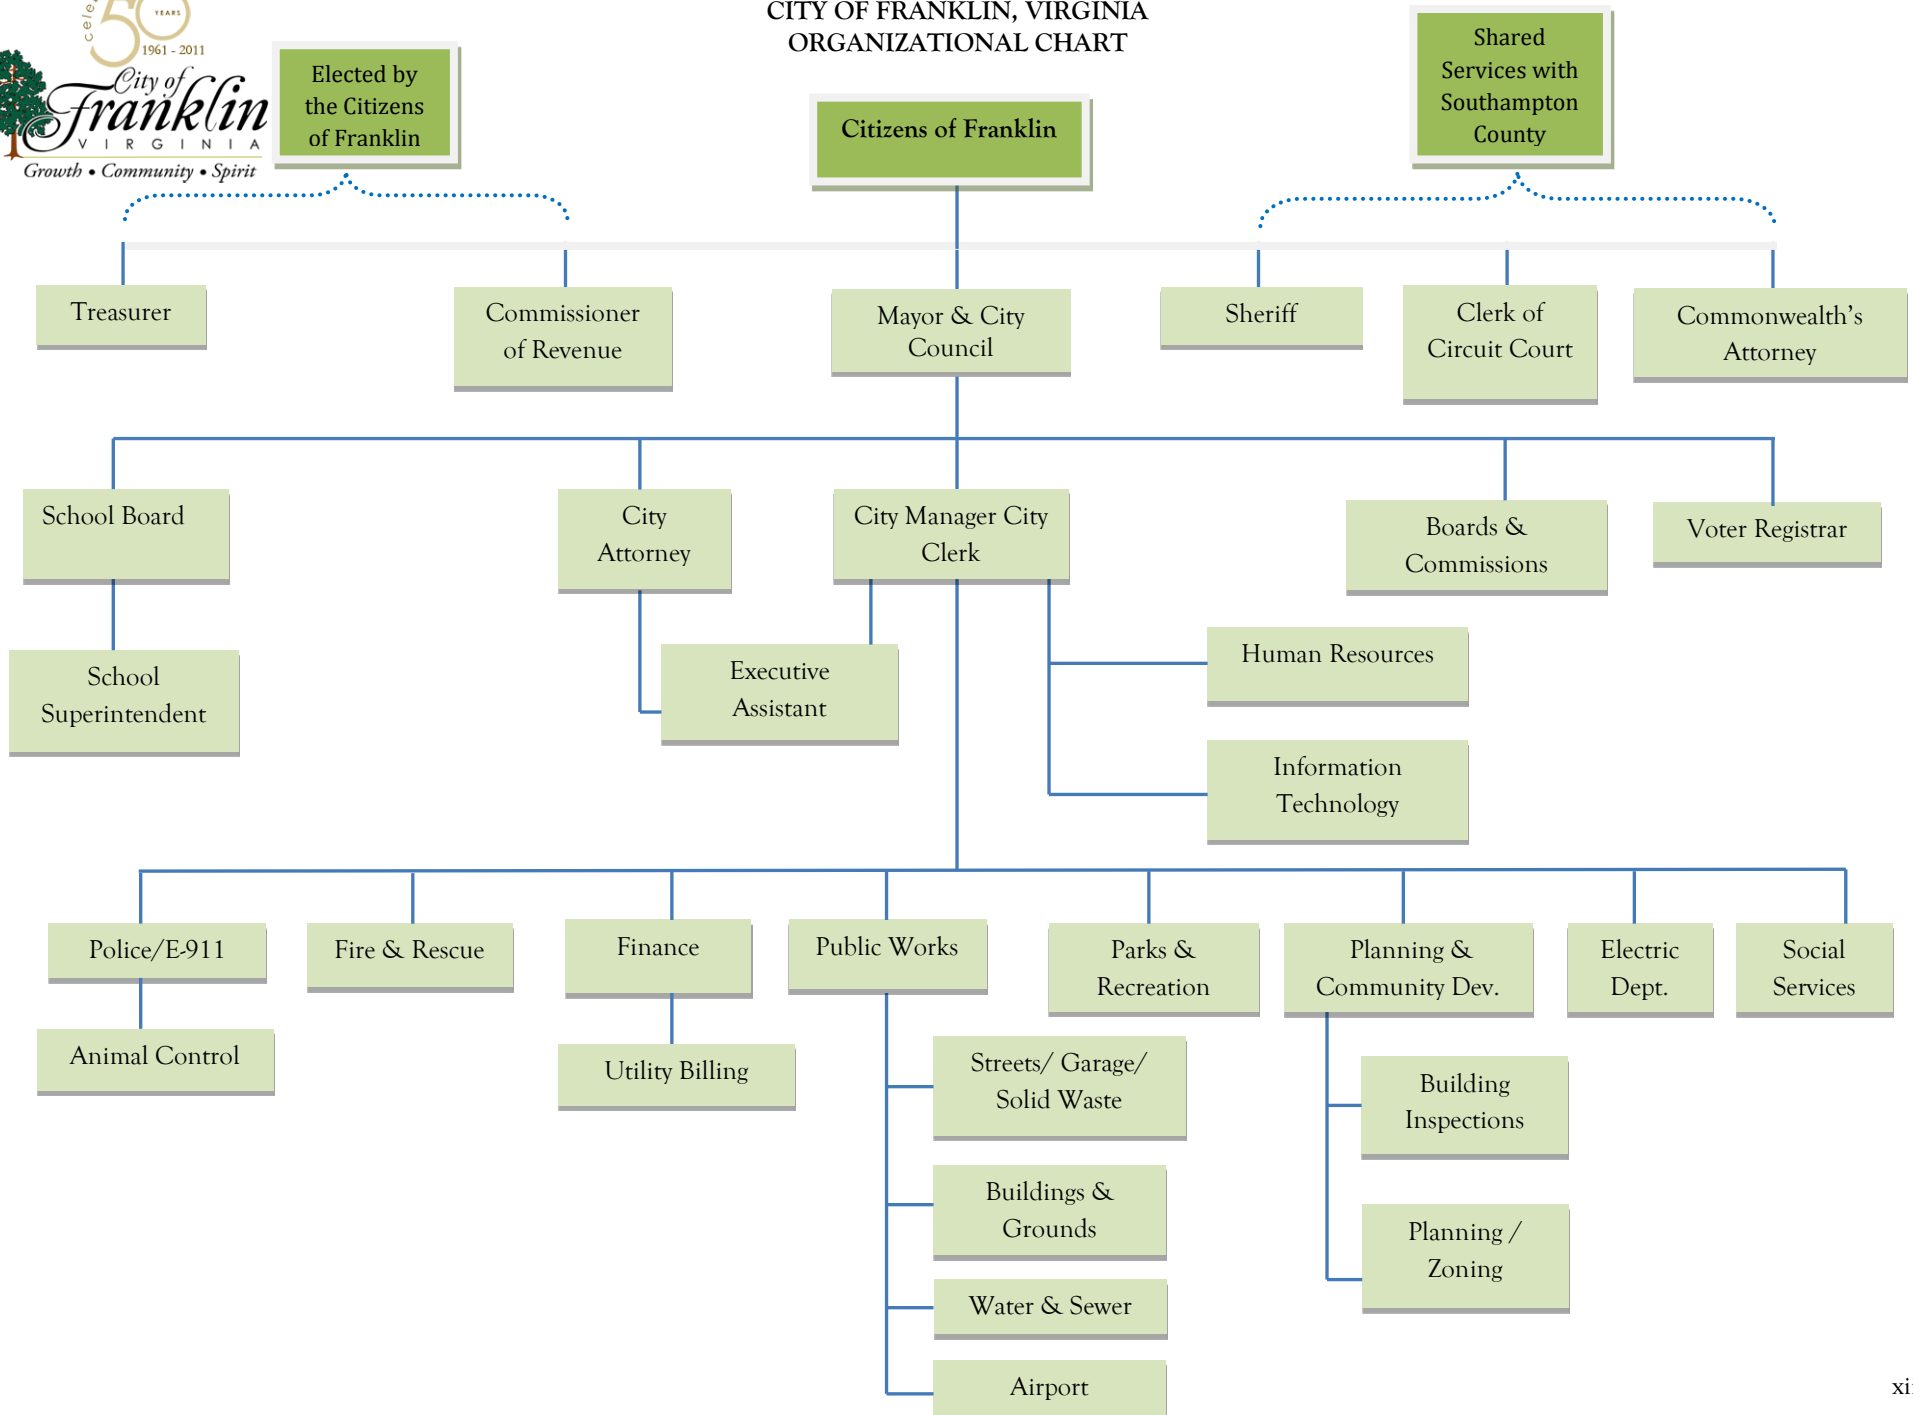 YEARS
1961 - 2011
City of
Franklin
VIRGINIA
Growth • Community • Spirit
CITY OF FRANKLIN, VIRGINIA
ORGANIZATIONAL CHART
Elected by
the Citizens
of Franklin
Citizens of Franklin
Shared
Services with
Southampton
County
Treasurer
Commissioner
of Revenue
Mayor & City
Council
Sheriff
Clerk of
Circuit Court
Commonwealth's
Attorney
School Board
City
Attorney
City Manager City
Clerk
Boards &
Commissions
Voter Registrar
School
Superintendent
Executive
Assistant
Human Resources
Information
Technology
Police/E-911
Fire & Rescue
Finance
Public Works
Parks &
Recreation
Planning &
Community Dev.
Electric
Dept.
Social
Services
Animal Control
Utility Billing
Streets/ Garage/
Solid Waste
Building
Inspections
Buildings &
Grounds
Planning /
Zoning
Water & Sewer
Airport